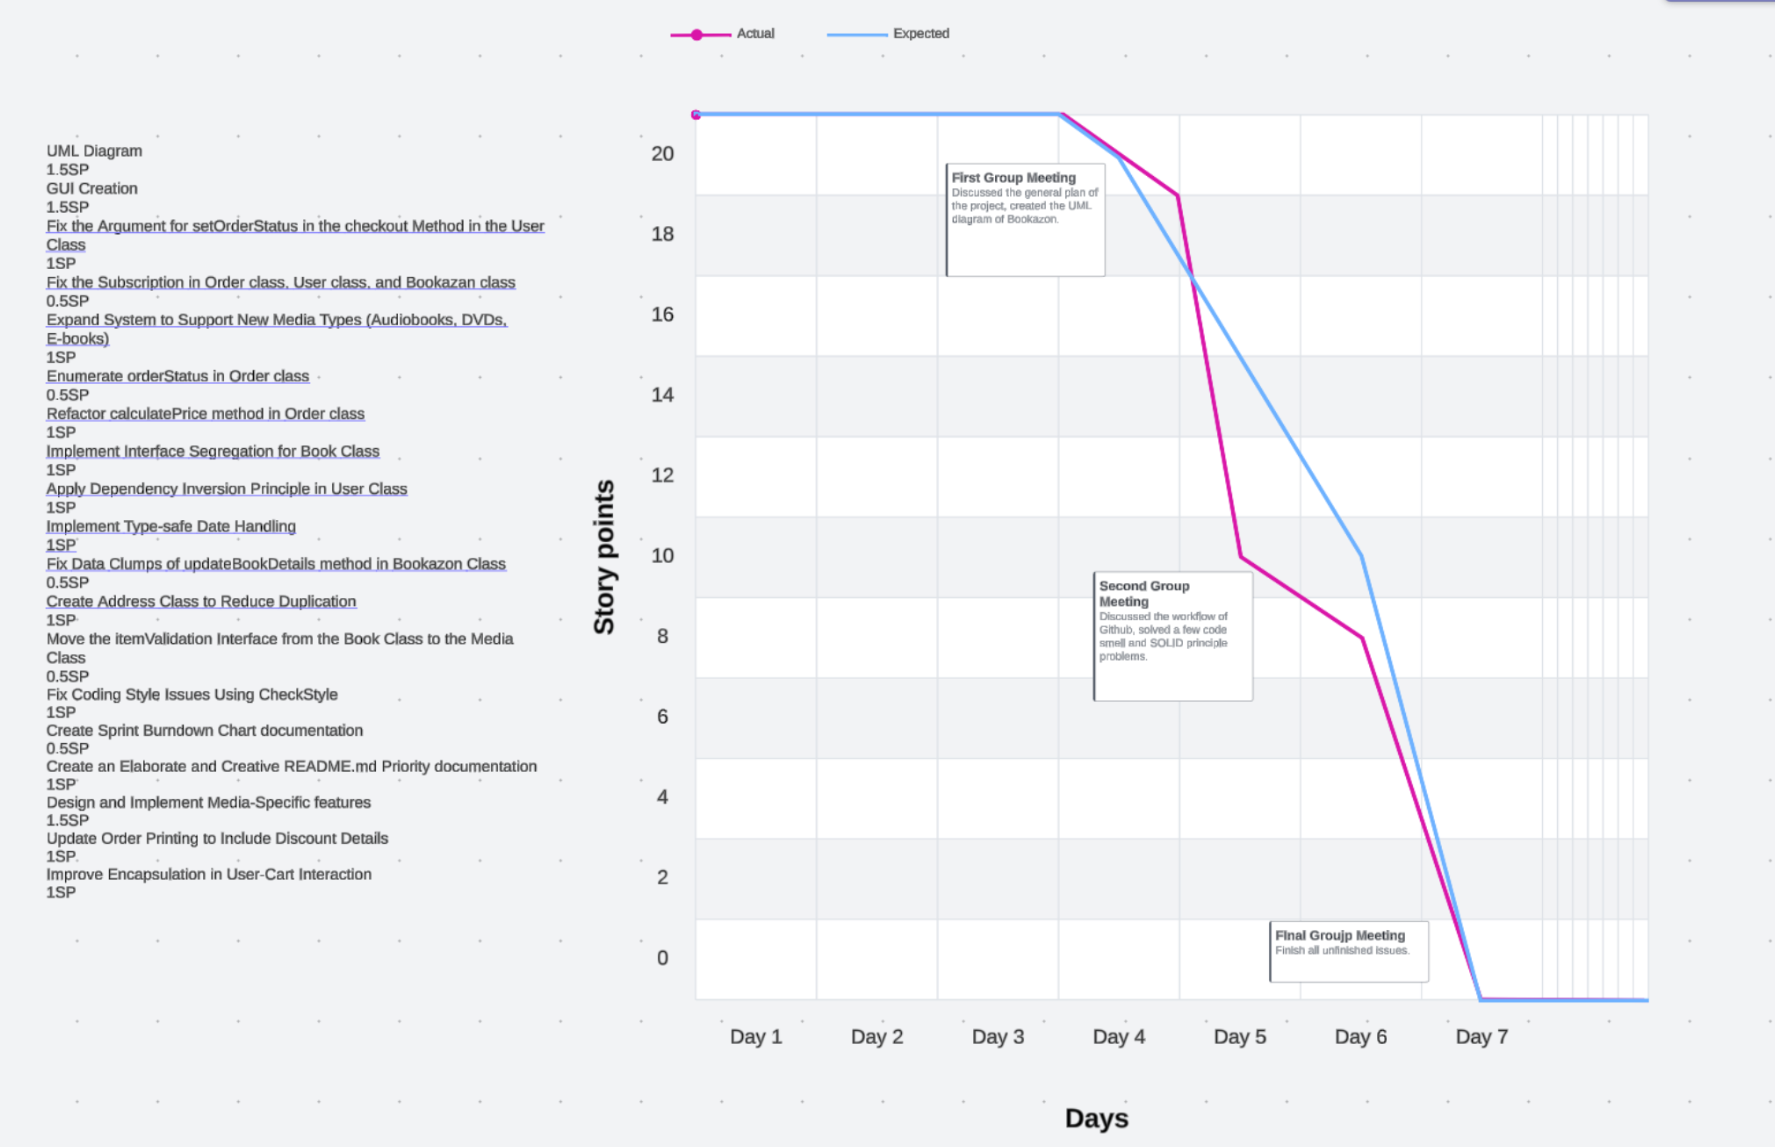 Actual
Expected
UML Diagram
1.5SP
GUI Creation
1.5SP
Fix the Argument for setOrderStatus in the checkout Method in the User
Class
1SP
Fix the Subscription in Order class, User class, and Bookazan class
0.5SP
Expand System to Support New Media Types (Audiobooks, DVDs,
E-books)
1SP
Enumerate orderStatus in Order class
0.5SP
Refactor calculatePrice method in Order class
1SP
Implement Interface Segregation for Book Class
1SP
Apply Dependency Inversion Principle in User Class
1SP
Implement Type-safe Date Handling
1SP
Fix Data Clumps of updateBookDetails method in Bookazon Class
0.5SP
Create Address Class to Reduce Duplication
1SP
Move the itemValidation Interface from the Book Class to the Media
Class
0.5SP
Fix Coding Style Issues Using CheckStyle
1SP
Create Sprint Burndown Chart documentation
0.5SP
Create an Elaborate and Creative README.md Priority documentation
1SP
Design and Implement Media-Specific features
1.5SP
Update Order Printing to Include Discount Details
1SP
Improve Encapsulation in User-Cart Interaction
1SP
Story points
20
18
16
14
12
10
8
6
4
2
0
First Group Meeting
Discussed the general plan of
the project, created the UML
diagram of Bookazon.
Second Group
Meeting
Discussed the workflow of
Github, solved a few code
smell and SOLID principle
problems.
Final Groujp Meeting
Finish all unfinished issues.
Day 1
Day 2
Day 3
Day 4
Day 5
Day 6
Day 7
Days